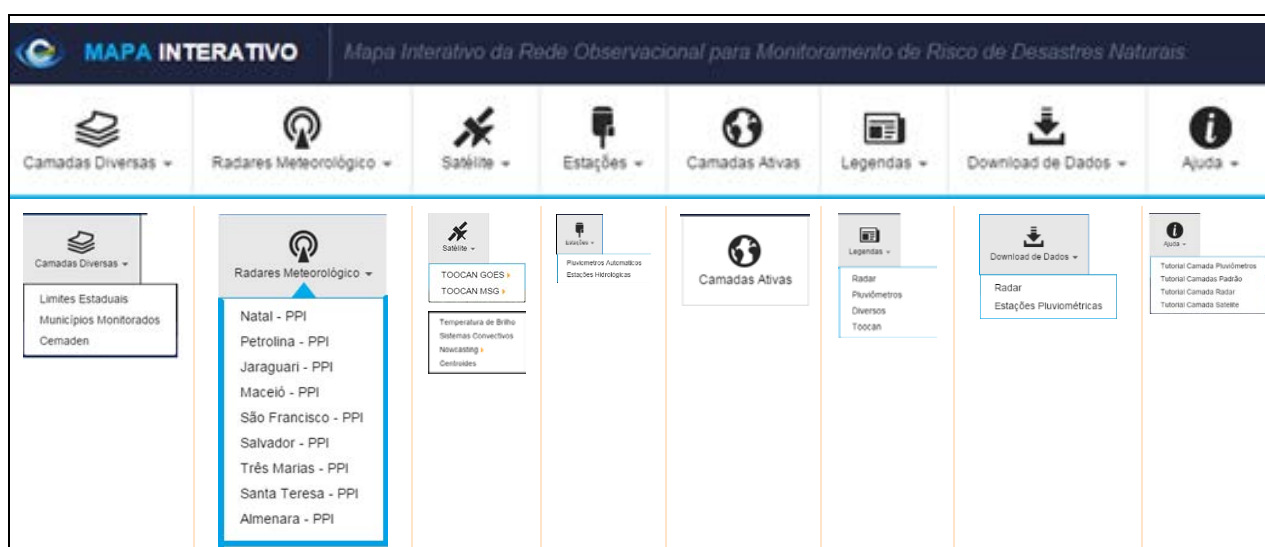 MAPA INTERATIVO
Mapa Interativo da Rede Observacional para Monitoramento de Risco de Desastres Naturais
Camadas Diversas
Radares Meteorológico
Satélite
Estações
Camadas Ativas
Legendas
Download de Dados
Ajuda
Camadas Diversas
Limites Estaduais
Municípios Monitorados
Cemaden
Radares Meteorológico
Natal - PPI
Petrolina - PPI
Jaraguari - PPI
Maceió - PPI
São Francisco - PPI
Salvador - PPI
Três Marias - PPI
Santa Teresa - PPI
Almenara - PPI
Satélite
TOOCAN GOES
TOOCAN MSG
Temperatura de Brilho
Sistemas Convectivos
Nowcasting
Centroides
Estações
Pluviometros Automaticos
Estações Hidrológicas
Camadas Ativas
Legendas
Radar
Pluviômetros
Diversos
Toocan
Download de Dados
Radar
Estações Pluviométricas
Ajuda
Tutorial Camada Pluviômetros
Tutorial Camadas Padrão
Tutorial Camada Radar
Tutorial Camada Satelite